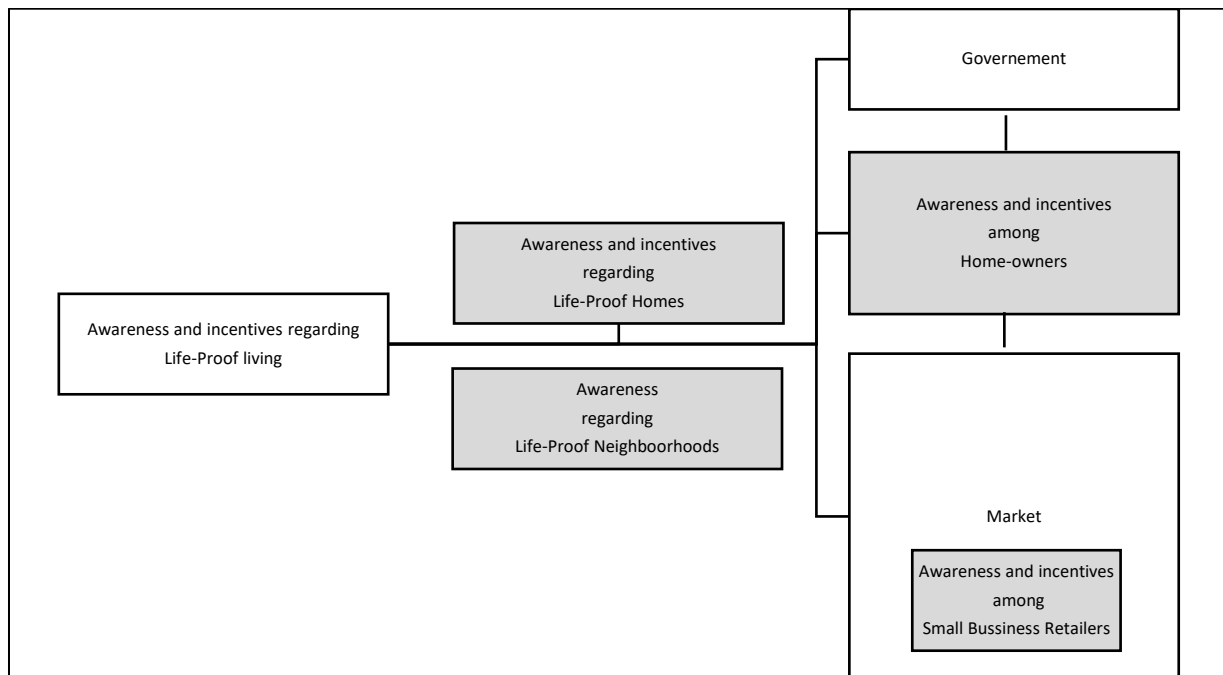 Governement
Awareness and incentives
among
Home-owners
Awareness and incentives
regarding
Life-Proof Homes
Awareness and incentives regarding
Life-Proof living
Awareness
regarding
Life-Proof Neighboorhoods
Market
Awareness and incentives
among
Small Bussiness Retailers